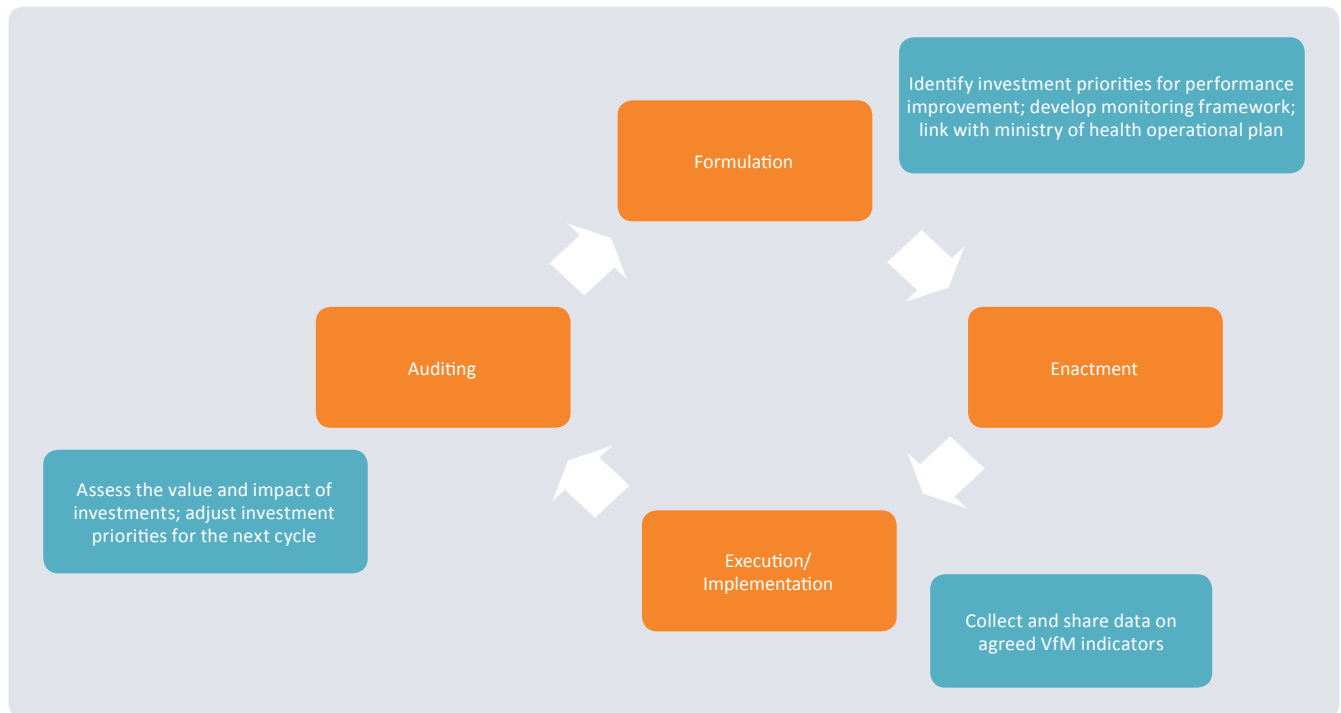 Identify investment priorities for performance
improvement; develop monitoring framework;
link with ministry of health operational plan
Formulation
Auditing
Enactment
Assess the value and impact of
investments; adjust investment
priorities for the next cycle
Execution/
Implementation
Collect and share data on
agreed VfM indicators